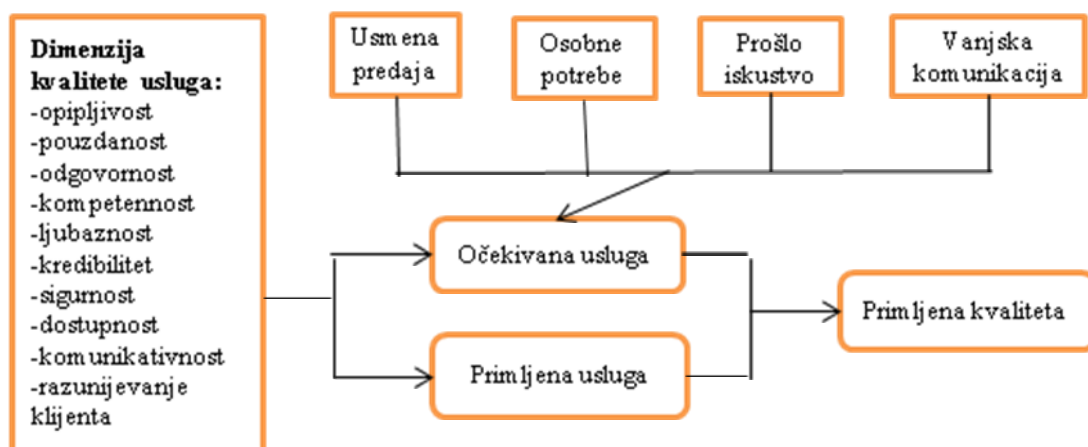 Dimenzija
kvalitete usluga:
-opipljivost
-pouzdanost
-odgovornost
-kompetennost
-ljubaznost
-kredibilitet
-sigurnost
-dostupnost
-komunikativnost
-razunijevanje
klijenta
Usmena
predaja
Osobne
potrebe
Prošlo
iskustvo
Vanjska
komunikacija
Očekivana usluga
Primljena usluga
Primljena kvaliteta